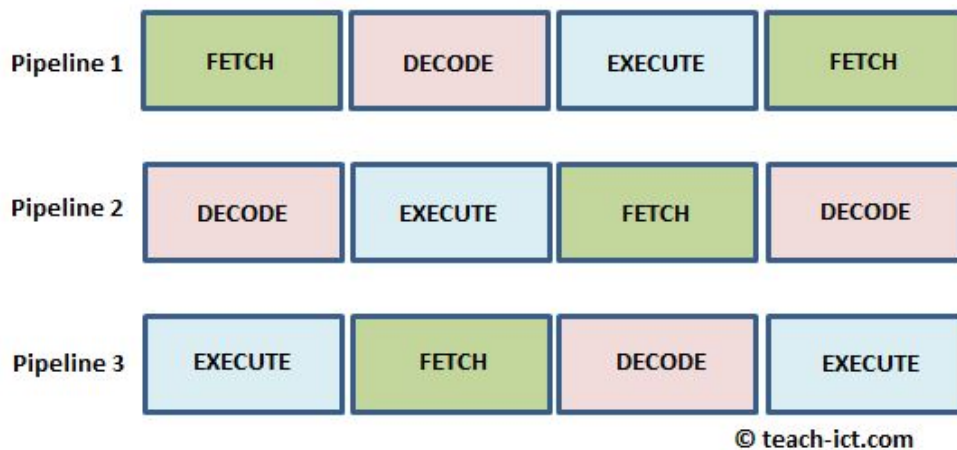 Pipeline 1 FETCH DECODE EXECUTE FETCH
Pipeline 2 DECODE EXECUTE FETCH DECODE
Pipeline 3 EXECUTE FETCH DECODE EXECUTE
© teach-ict.com